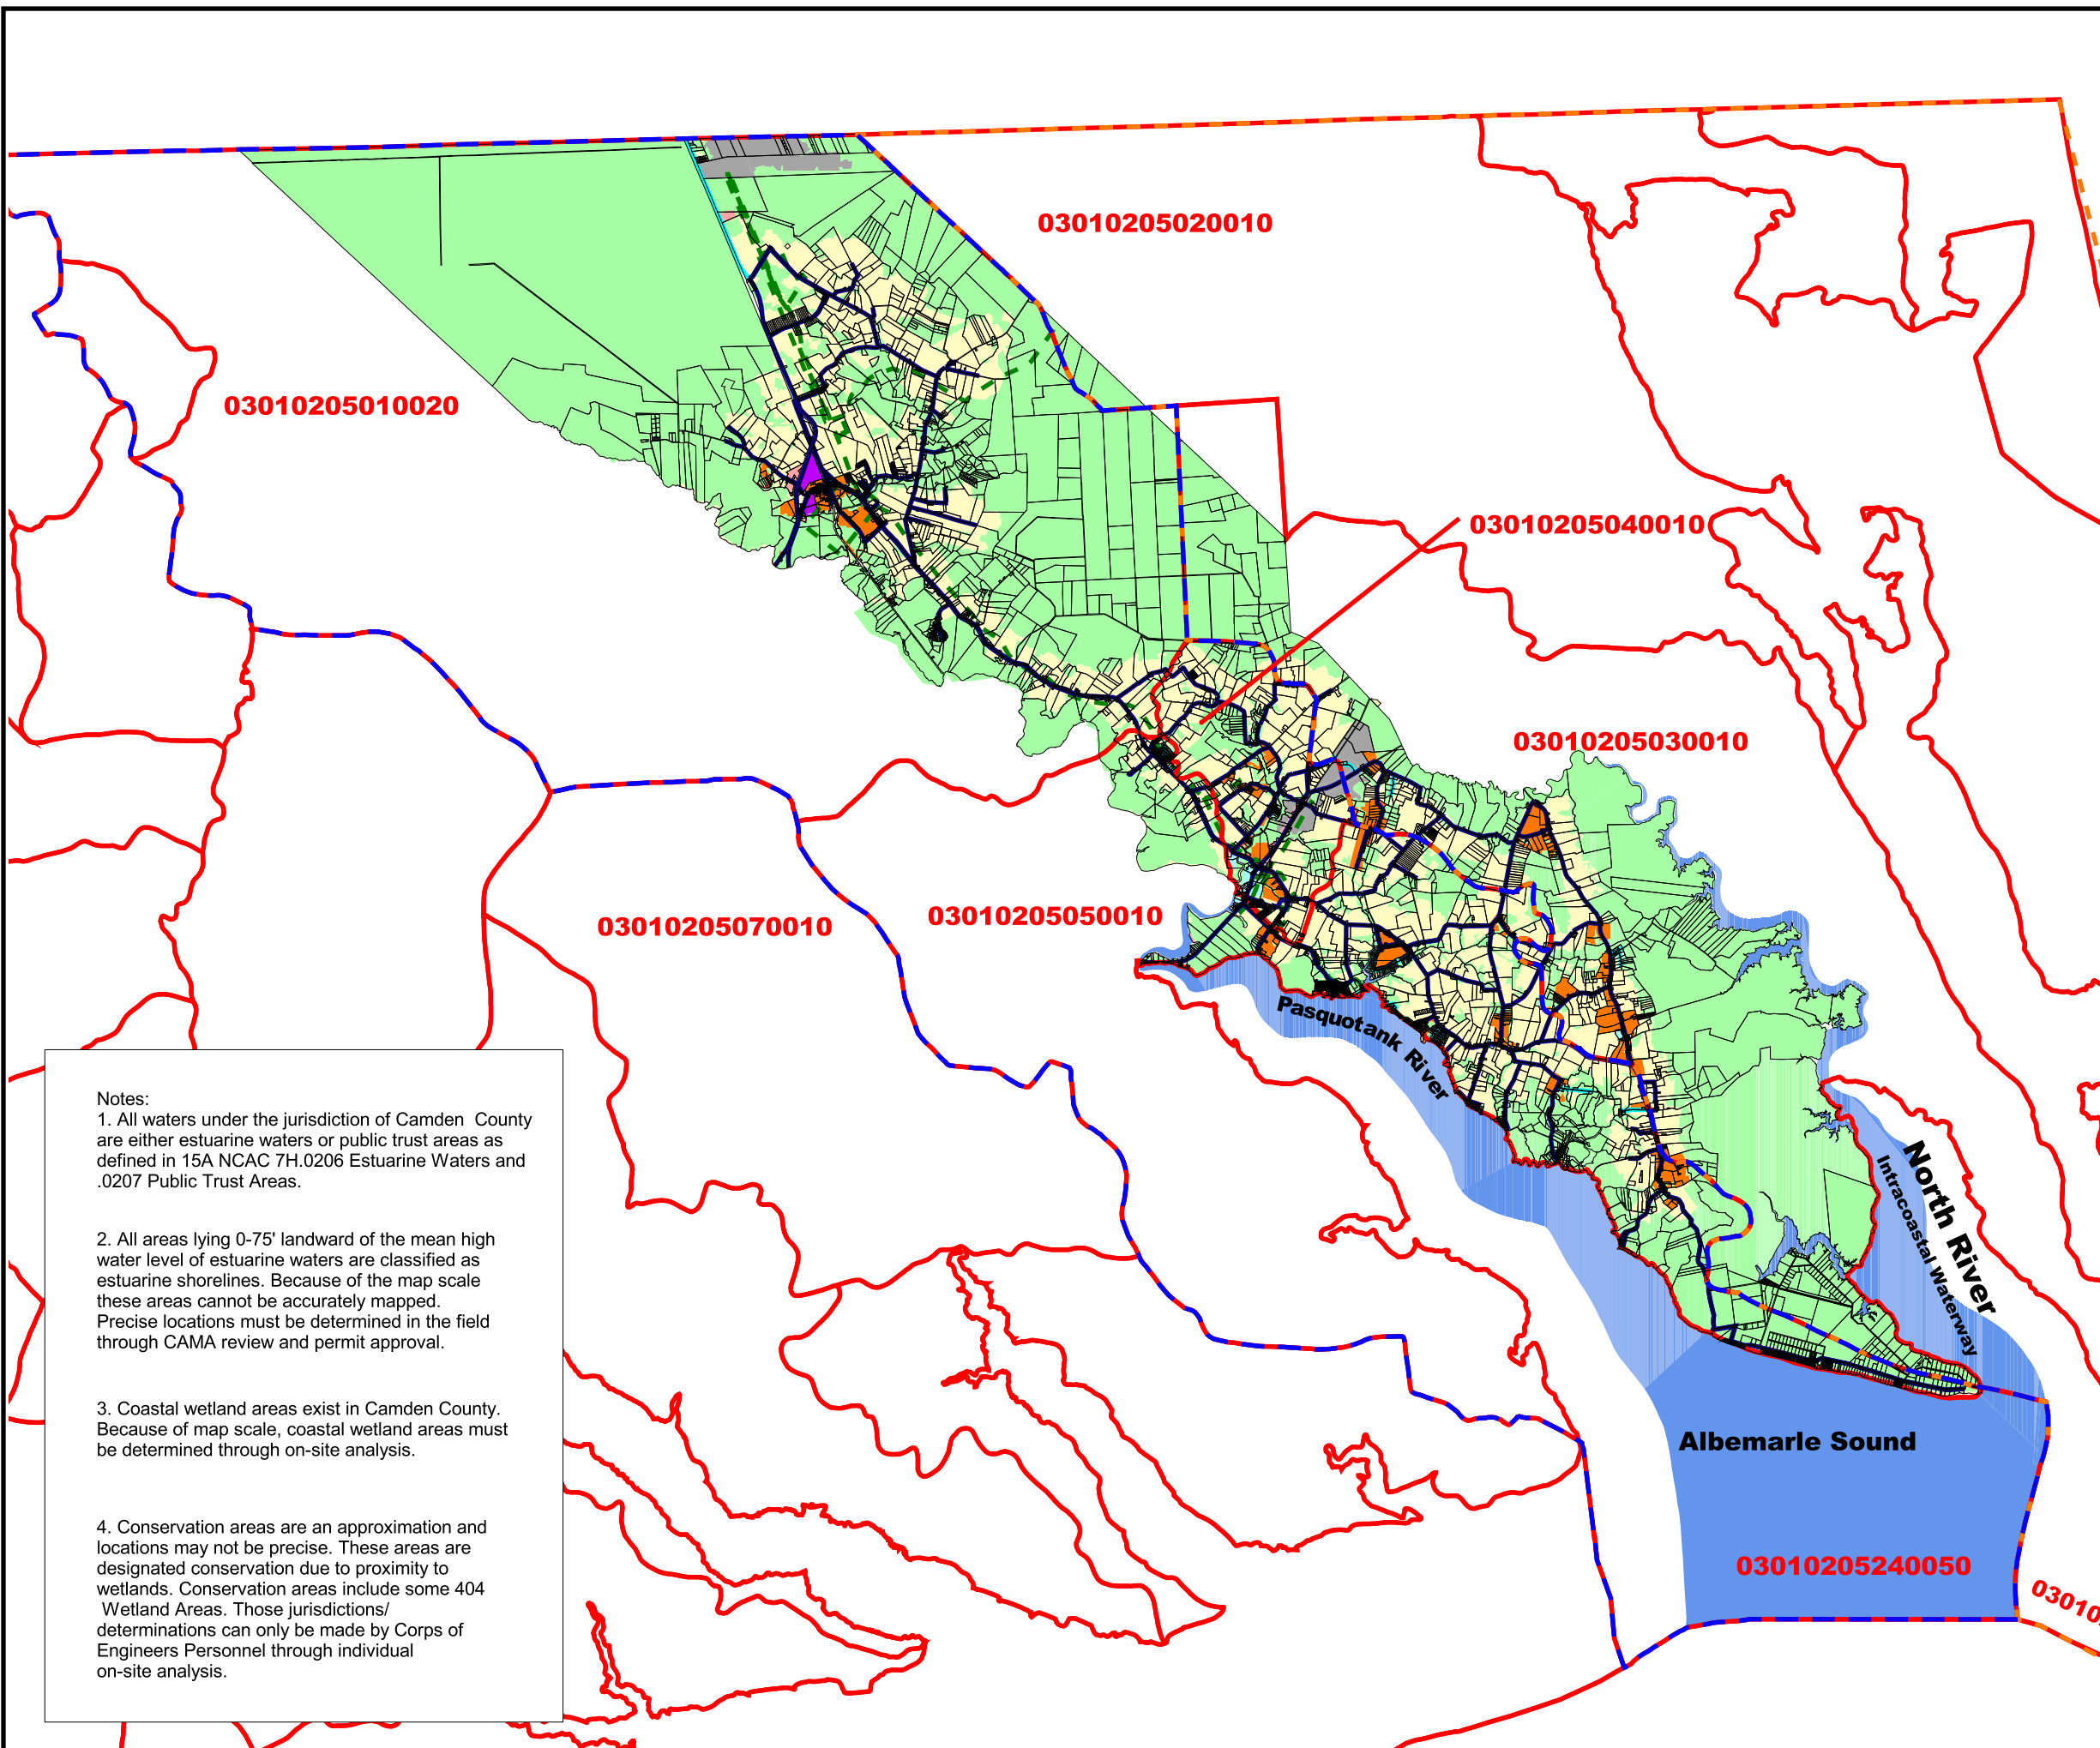 03010205020010
03010205010020
03010205040010
03010205030010
03010205070010
03010205050010
Pasquotank River
North River
Intracoastal Waterway
Albemarle Sound
03010205240050
03010
Notes:
1. All waters under the jurisdiction of Camden  County
are either estuarine waters or public trust areas as
defined in 15A NCAC 7H.0206 Estuarine Waters and
.0207 Public Trust Areas.
2. All areas lying 0-75' landward of the mean high
water level of estuarine waters are classified as
estuarine shorelines. Because of the map scale
these areas cannot be accurately mapped.
Precise locations must be determined in the field
through CAMA review and permit approval.
3. Coastal wetland areas exist in Camden County.
Because of map scale, coastal wetland areas must
be determined through on-site analysis.
4. Conservation areas are an approximation and
locations may not be precise. These areas are
designated conservation due to proximity to
wetlands. Conservation areas include some 404
Wetland Areas. Those jurisdictions/
determinations can only be made by Corps of
Engineers Personnel through individual
on-site analysis.